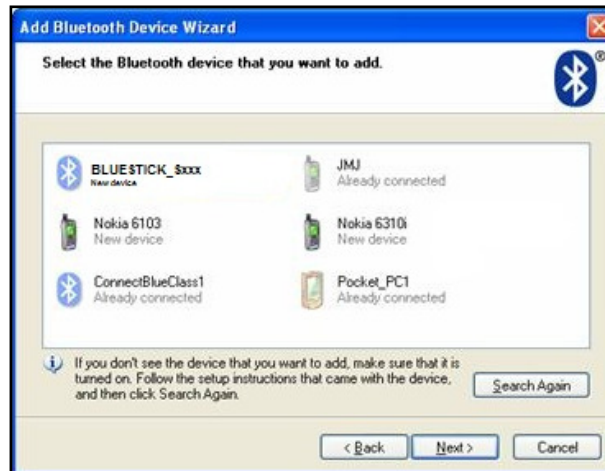 Add Bluetooth Device Wizard
Select the Bluetooth device that you want to add.
®
BLUESTICK_Sxxx
New device
JMJ
Already connected
Nokia 6103
New device
Nokia 6310i
New device
ConnectBlueClass1
Already connected
Pocket_PC1
Already connected
If you don't see the device that you want to add, make sure that it is
turned on. Follow the setup instructions that came with the device,
and then click Search Again.
Search Again
< Back
Next >
Cancel